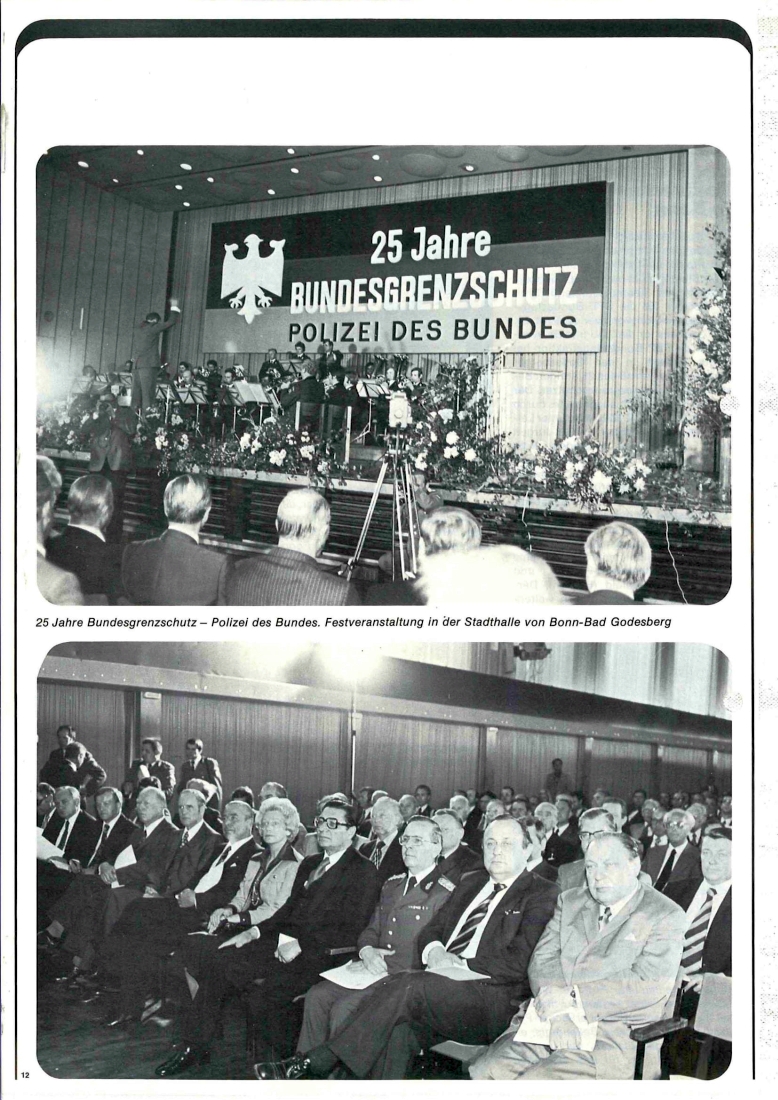 25 Jahre
BUNDESGRENZSCHUTZ
POLIZEI DES BUNDES
25 Jahre Bundesgrenzschutz – Polizei des Bundes. Festveranstaltung in der Stadthalle von Bonn-Bad Godesberg
12